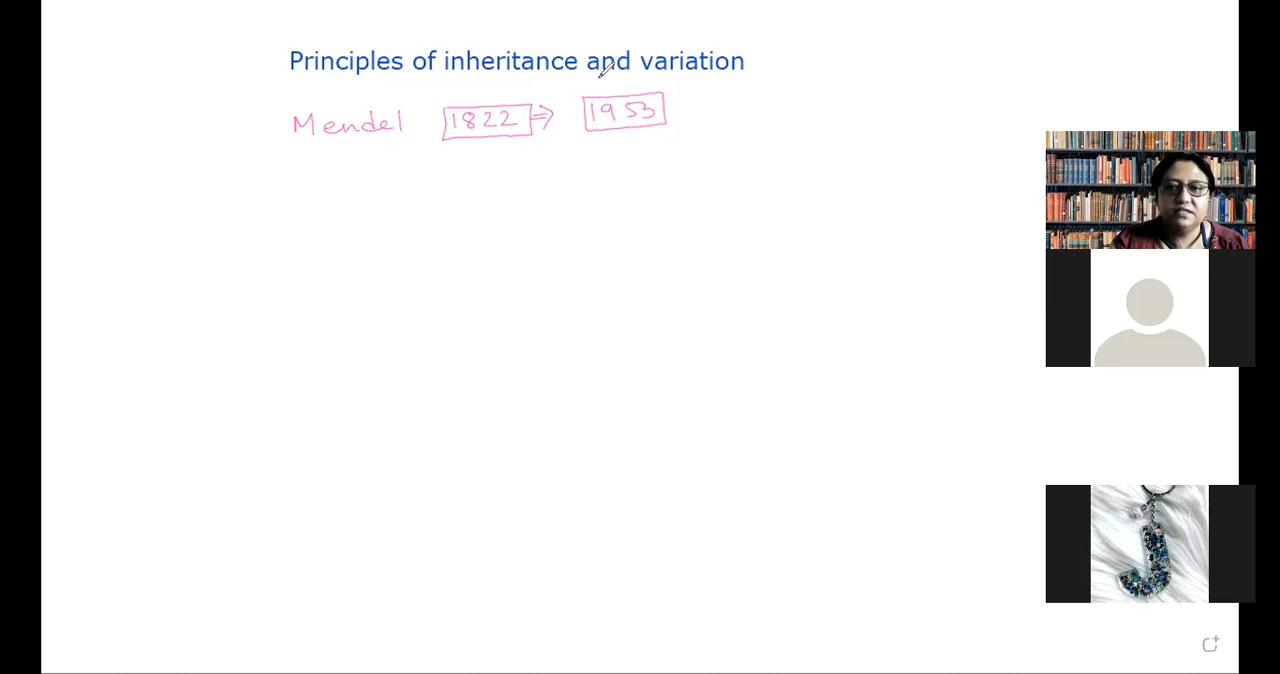 Principles of inheritance and variation
Mendel 1822 ⇒ 1953
J